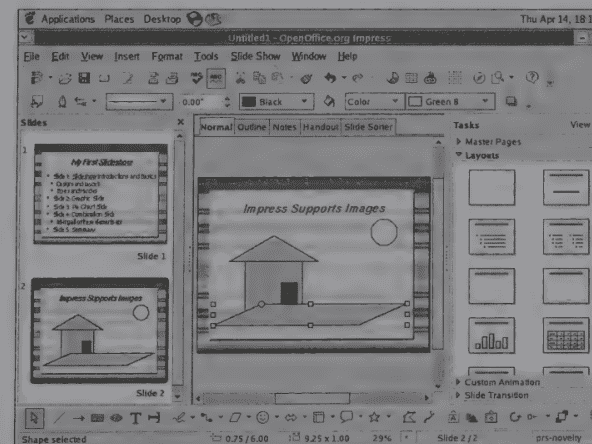 Applications Places Desktop Thu Apr 14, 18:1
Untitled1 - OpenOffice.org Impress
File Edit View Insert Format Tools Slide Show Window Help
0.00" Black Color Green 8
Slides
Normal Outline Notes Handout Slide Sorter
Tasks View
Master Pages
Layouts
1
My First Slideshow
Slide 1
Impress Supports Images
2
Impress Supports Images
Slide 2
Custom Animation
Slide Transition
Shape selected 0.75 / 6.00 9.25 x 1.00 29% * Slide 2 / 2 prs-novelty